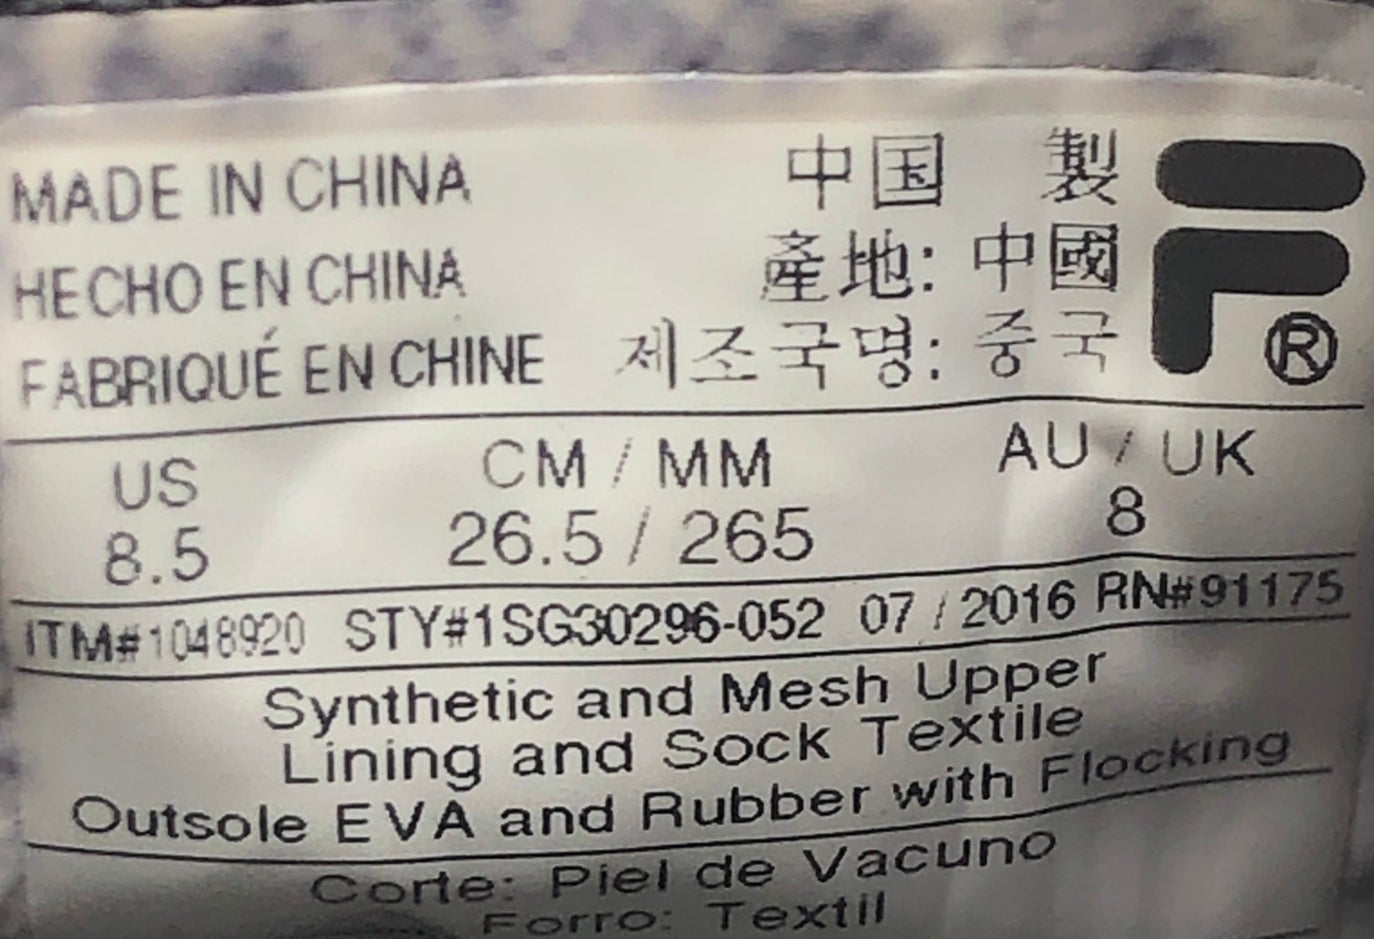 MADE IN CHINA 中国 製
HECHO EN CHINA 產地: 中國
FABRIQUÉ EN CHINE 제조국명: 중국
®
US CM / MM AU / UK
8.5 26.5 / 265 8
ITM#1048920 STY#1SG30296-052 07 / 2016 RN#91175
Synthetic and Mesh Upper
Lining and Sock Textile
Outsole EVA and Rubber with Flocking
Corte: Piel de Vacuno
Forro: Textil